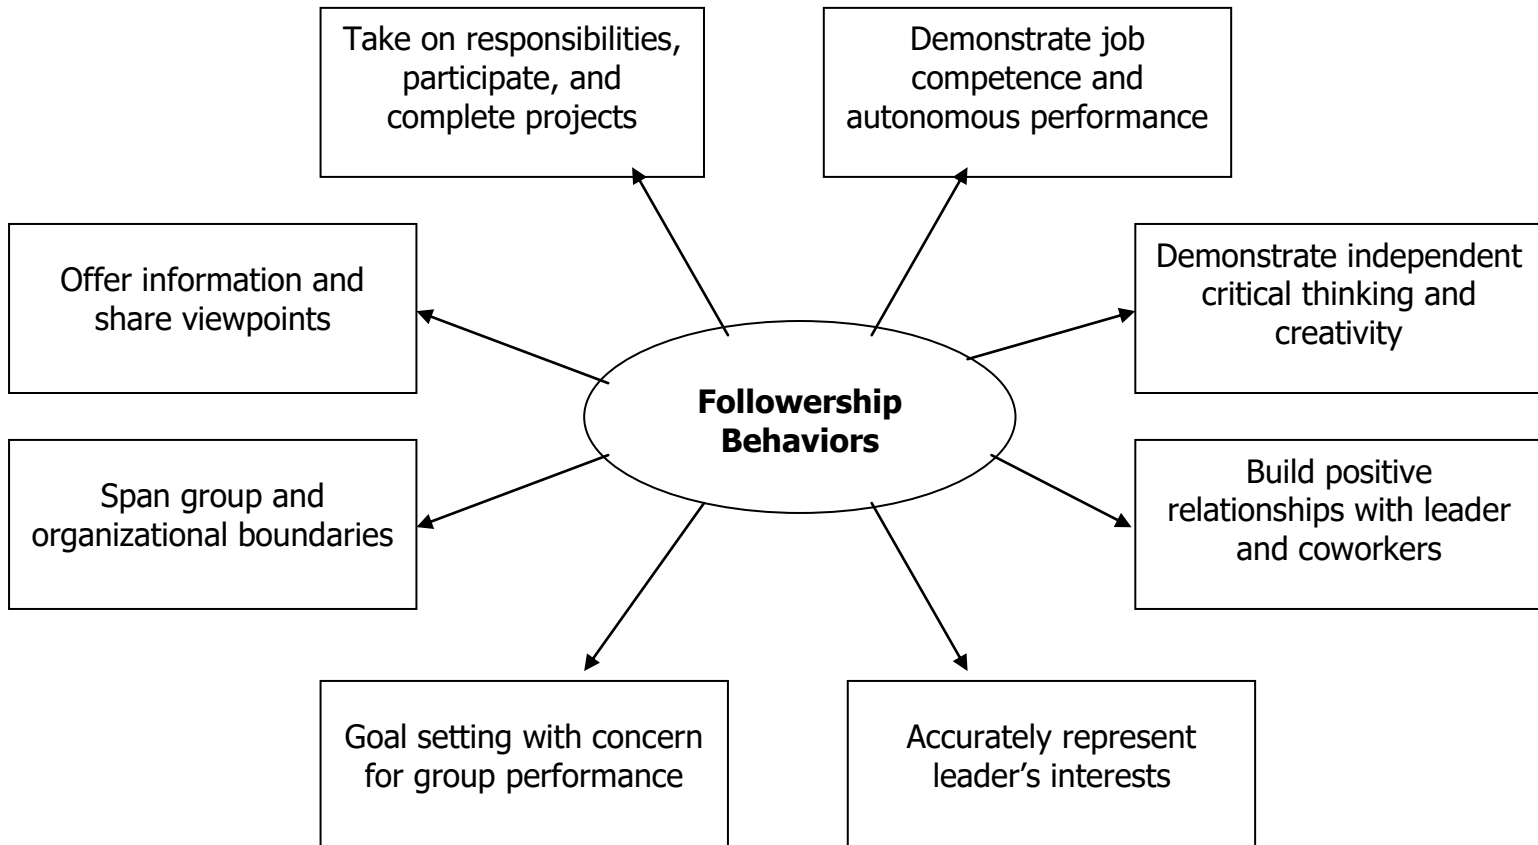 Take on responsibilities,
participate, and
complete projects
Demonstrate job
competence and
autonomous performance
Offer information and
share viewpoints
Demonstrate independent
critical thinking and
creativity
Followership
Behaviors
Span group and
organizational boundaries
Build positive
relationships with leader
and coworkers
Goal setting with concern
for group performance
Accurately represent
leader’s interests